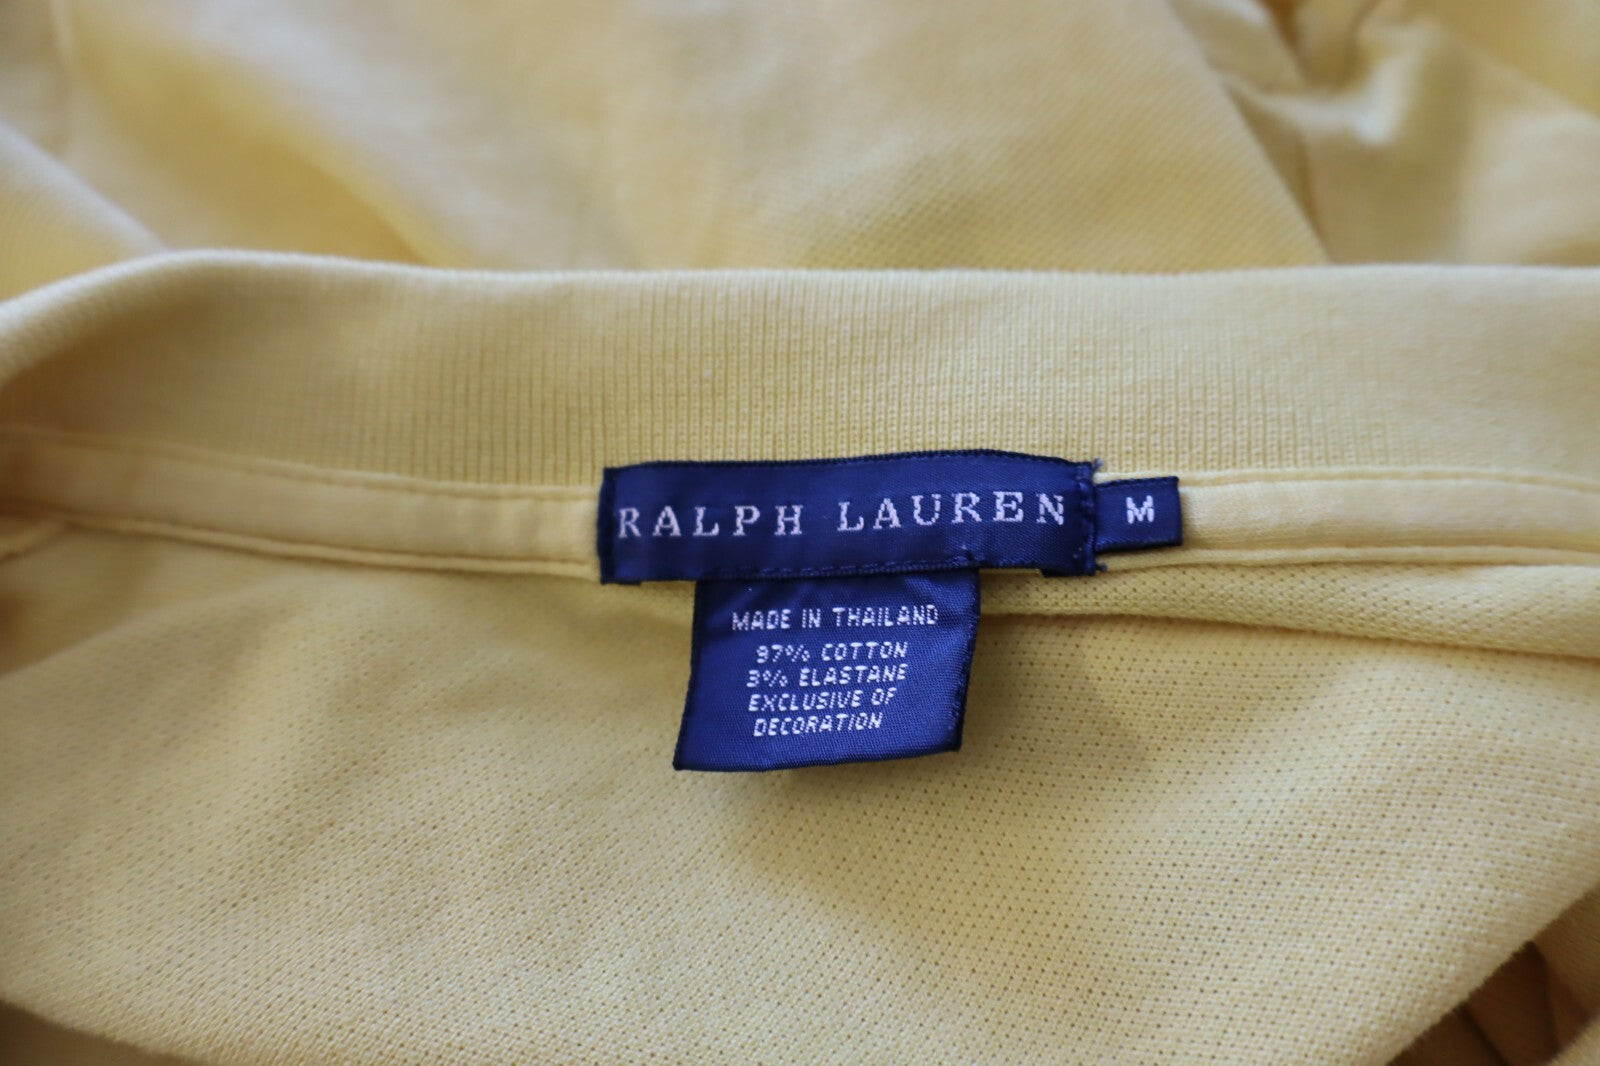 RALPH LAUREN
M
MADE IN THAILAND
97% COTTON
3% ELASTANE
EXCLUSIVE OF
DECORATION